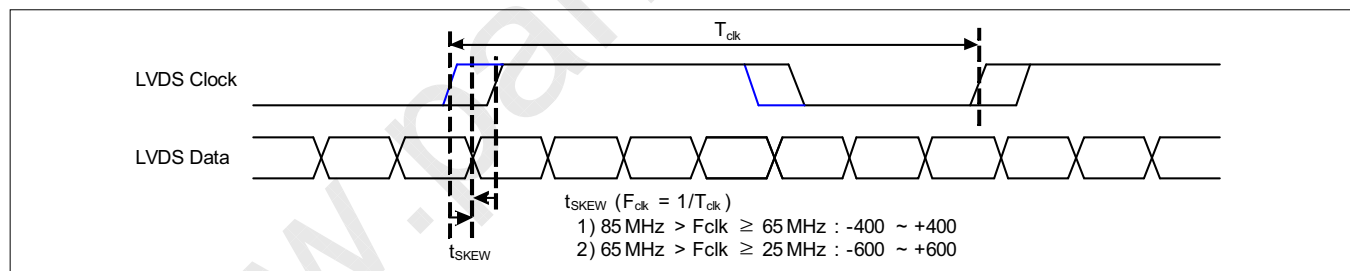 T_clk
LVDS Clock
LVDS Data
t_SKEW (F_clk = 1/T_clk)
1) 85 MHz > Fclk ≥ 65 MHz : -400 ~ +400
2) 65 MHz > Fclk ≥ 25 MHz : -600 ~ +600
t_SKEW